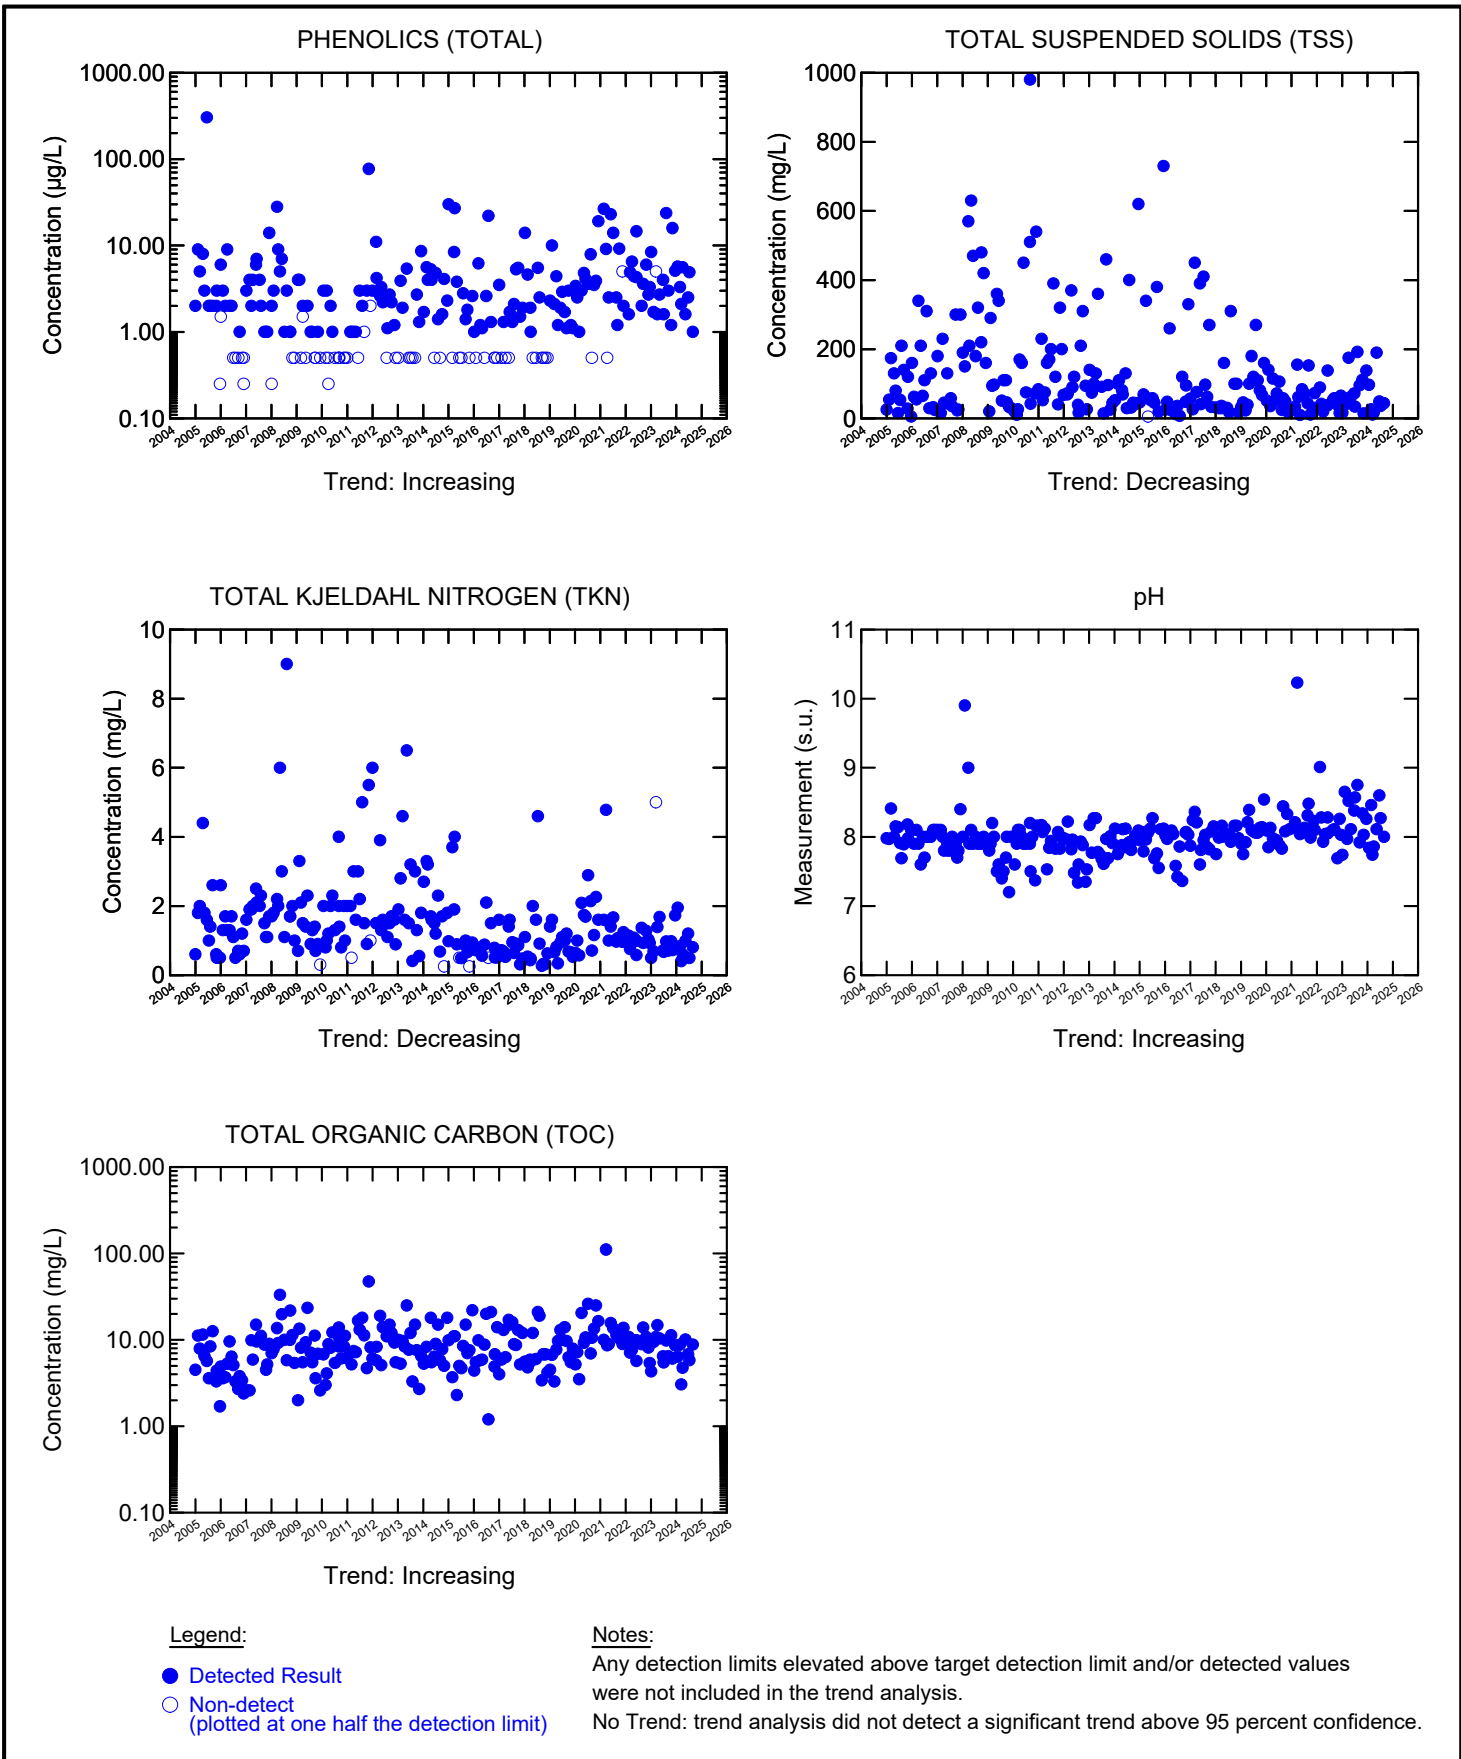 PHENOLICS (TOTAL)
1000.00
100.00
10.00
1.00
0.10
Concentration (µg/L)
2004 2005 2006 2007 2008 2009 2010 2011 2012 2013 2014 2015 2016 2017 2018 2019 2020 2021 2022 2023 2024 2025 2026
Trend: Increasing
TOTAL SUSPENDED SOLIDS (TSS)
1000
800
600
400
200
0
Concentration (mg/L)
2004 2005 2006 2007 2008 2009 2010 2011 2012 2013 2014 2015 2016 2017 2018 2019 2020 2021 2022 2023 2024 2025 2026
Trend: Decreasing
TOTAL KJELDAHL NITROGEN (TKN)
10
8
6
4
2
0
Concentration (mg/L)
2004 2005 2006 2007 2008 2009 2010 2011 2012 2013 2014 2015 2016 2017 2018 2019 2020 2021 2022 2023 2024 2025 2026
Trend: Decreasing
pH
11
10
9
8
7
6
Measurement (s.u.)
2004 2005 2006 2007 2008 2009 2010 2011 2012 2013 2014 2015 2016 2017 2018 2019 2020 2021 2022 2023 2024 2025 2026
Trend: Increasing
TOTAL ORGANIC CARBON (TOC)
1000.00
100.00
10.00
1.00
0.10
Concentration (mg/L)
2004 2005 2006 2007 2008 2009 2010 2011 2012 2013 2014 2015 2016 2017 2018 2019 2020 2021 2022 2023 2024 2025 2026
Trend: Increasing
Legend:
Detected Result
Non-detect
(plotted at one half the detection limit)
Notes:
Any detection limits elevated above target detection limit and/or detected values
were not included in the trend analysis.
No Trend: trend analysis did not detect a significant trend above 95 percent confidence.